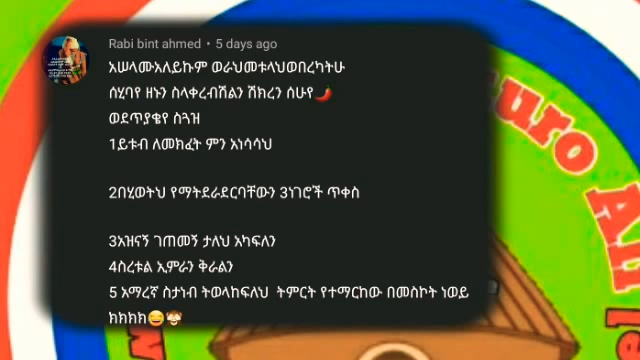 Rabi bint ahmed • 5 days ago
አሠላሙአለይኩም ወራህመቱላህወበረካትሁ
ሰሂባየ ዘኑን ስላቀረብሽልን ሽክረን ሰሁየ🌶️
ወደጥያቄየ ስጓዝ
1ይቱብ ለመክፈት ምን አነሳሳህ
2በሂወትህ የማትደራደርባቸውን 3ነገሮች ጥቀስ
3አዝናኝ ገጠመኝ ታለህ አካፍለን
4ስረቱል ኢምራን ቅራልን
5 አማረኛ ስታነብ ትወላከፍለህ ትምርት የተማርከው በመስኮት ነወይ
ክክክክ😅🙈
uro